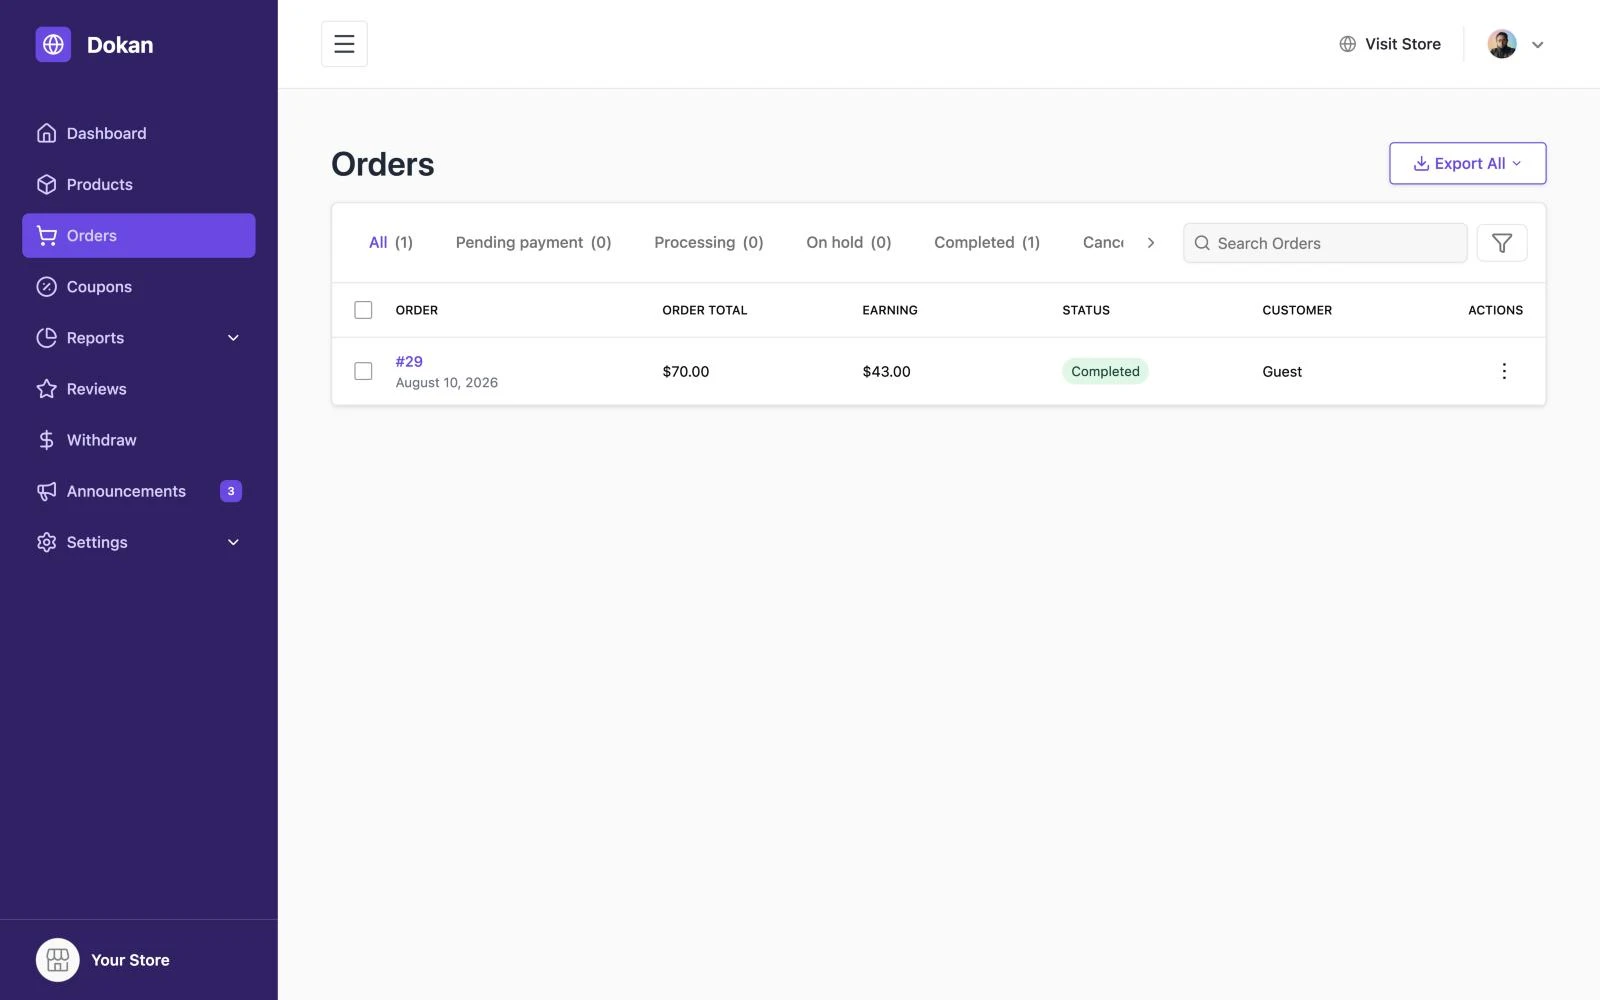 Dokan
Visit Store
Dashboard
Products
Orders
Coupons
Reports
Reviews
Withdraw
Announcements 3
Settings
Your Store
Orders
Export All
All (1) Pending payment (0) Processing (0) On hold (0) Completed (1) Canc
Search Orders
ORDER ORDER TOTAL EARNING STATUS CUSTOMER ACTIONS
#29 $70.00 $43.00 Completed Guest
August 10, 2026